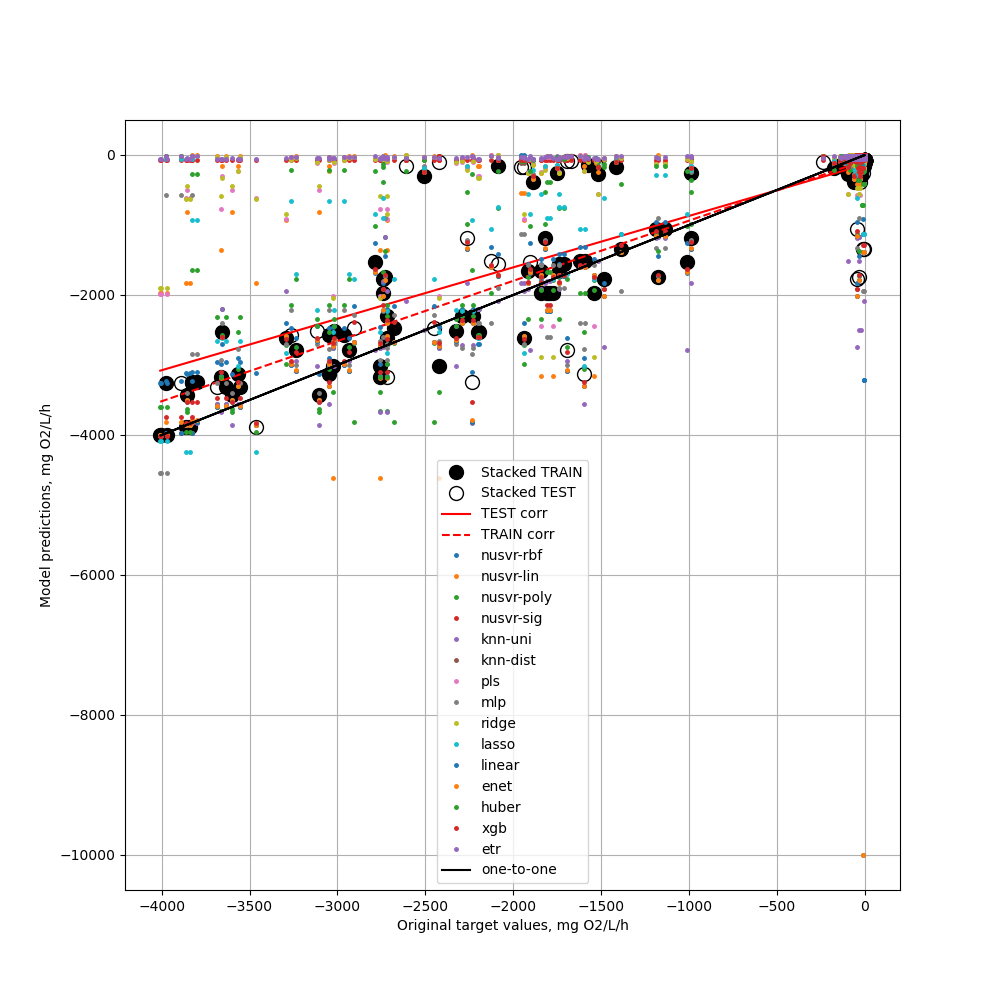 0
−2000
−4000
−6000
−8000
−10000
Model predictions, mg O2/L/h
Stacked TRAIN
Stacked TEST
TEST corr
TRAIN corr
nusvr-rbf
nusvr-lin
nusvr-poly
nusvr-sig
knn-uni
knn-dist
pls
mlp
ridge
lasso
linear
enet
huber
xgb
etr
one-to-one
−4000 −3500 −3000 −2500 −2000 −1500 −1000 −500 0
Original target values, mg O2/L/h